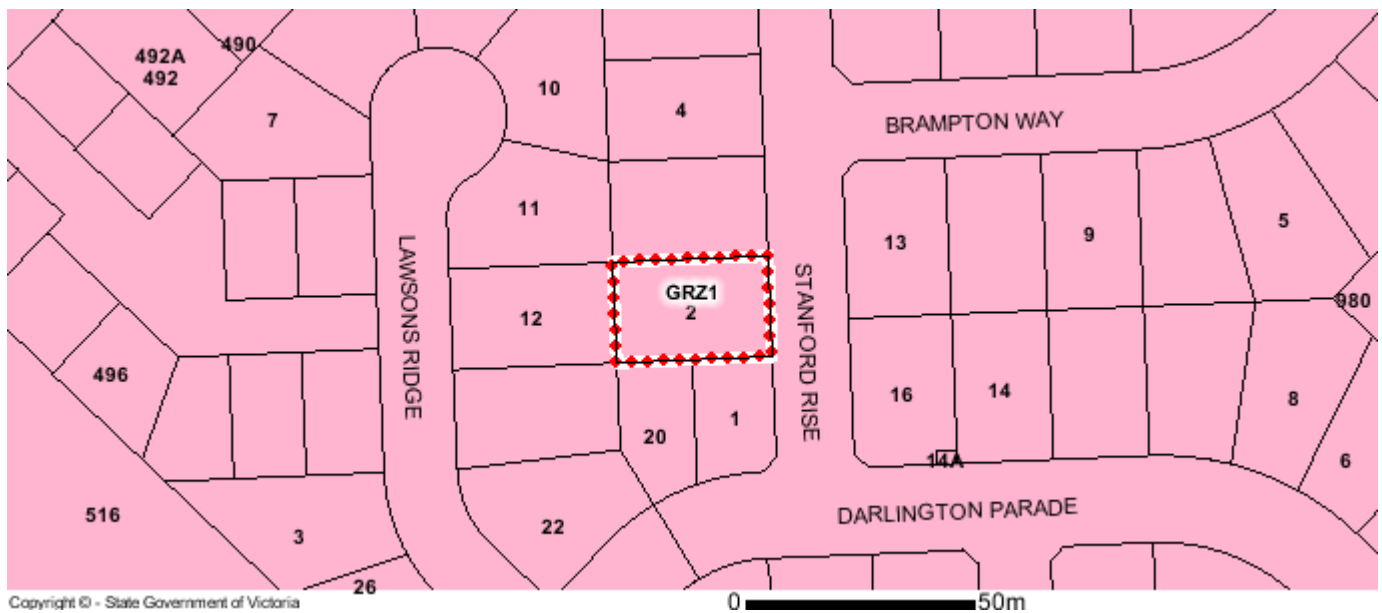 490
492A
492
10
7
4
BRAMPTON WAY
11
5
13
9
LAWSONS RIDGE
STANFORD RISE
GRZ1
2
980
12
496
16
14
8
1
20
14A
6
516
DARLINGTON PARADE
22
3
26
Copyright © - State Government of Victoria
0
50m